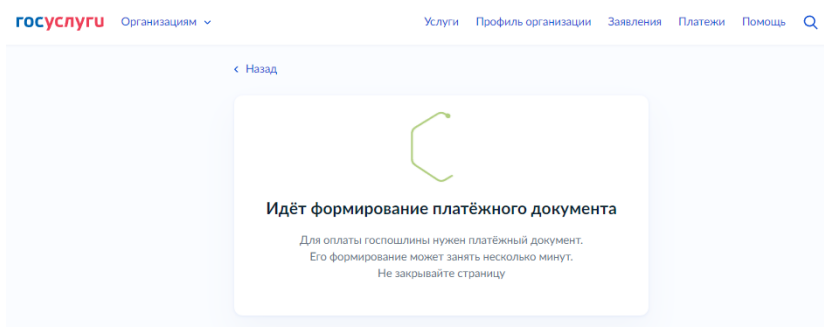 госуслуги Организациям Услуги Профиль организации Заявления Платежи Помощь
Назад
Идёт формирование платёжного документа
Для оплаты госпошлины нужен платёжный документ.
Его формирование может занять несколько минут.
Не закрывайте страницу